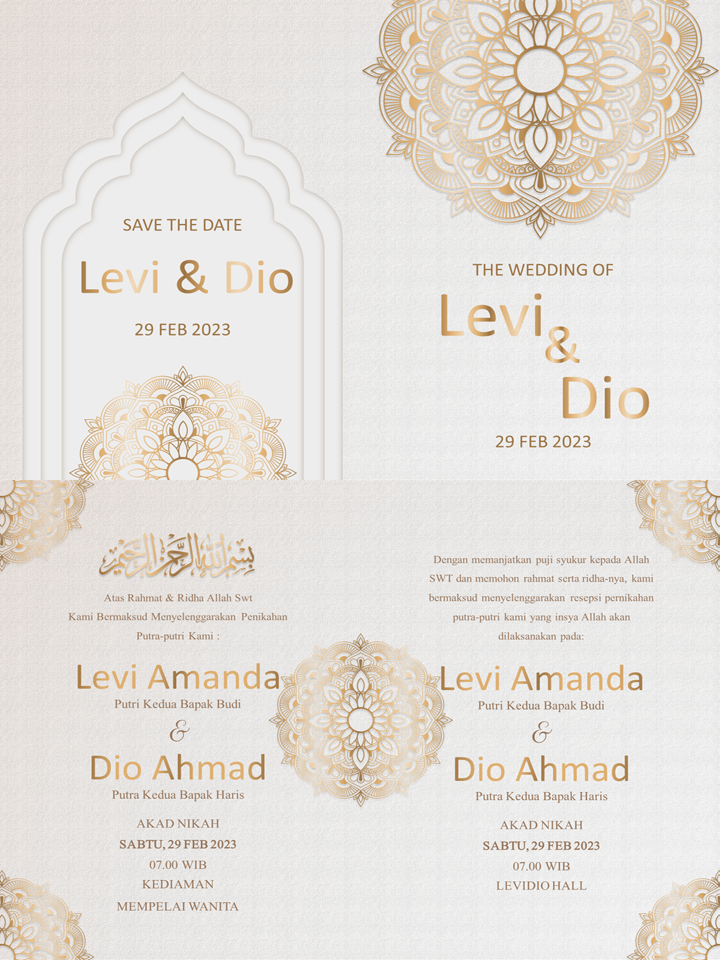 SAVE THE DATE
Levi & Dio
29 FEB 2023
THE WEDDING OF
Levi
&
Dio
29 FEB 2023
بِسْمِ اللهِ الرَّحْمٰنِ الرَّحِيْمِ
Atas Rahmat & Ridha Allah Swt
Kami Bermaksud Menyelenggarakan Penikahan
Putra-putri Kami :
Levi Amanda
Putri Kedua Bapak Budi
&
Dio Ahmad
Putra Kedua Bapak Haris
AKAD NIKAH
SABTU, 29 FEB 2023
07.00 WIB
KEDIAMAN
MEMPELAI WANITA
Dengan memanjatkan puji syukur kepada Allah
SWT dan memohon rahmat serta ridha-nya, kami
bermaksud menyelenggarakan resepsi pernikahan
putra-putri kami yang insya Allah akan
dilaksanakan pada:
Levi Amanda
Putri Kedua Bapak Budi
&
Dio Ahmad
Putra Kedua Bapak Haris
AKAD NIKAH
SABTU, 29 FEB 2023
07.00 WIB
LEVIDIO HALL